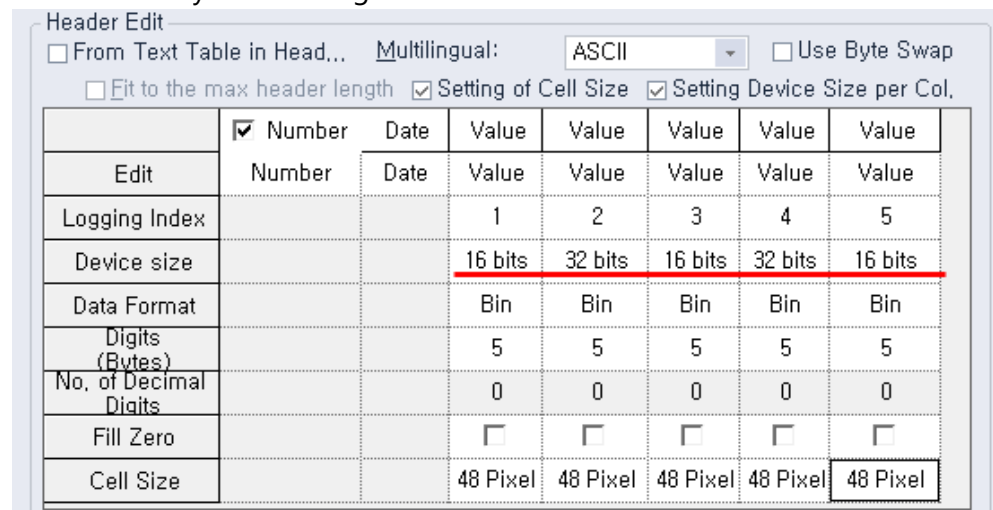 Header Edit
From Text Table in Head... Multilingual: ASCII Use Byte Swap
Fit to the max header length Setting of Cell Size Setting Device Size per Col.
Number Date Value Value Value Value Value
Edit Number Date Value Value Value Value Value
Logging Index 1 2 3 4 5
Device size 16 bits 32 bits 16 bits 32 bits 16 bits
Data Format Bin Bin Bin Bin Bin
Digits
(Bytes) 5 5 5 5 5
No. of Decimal
Digits 0 0 0 0 0
Fill Zero
Cell Size 48 Pixel 48 Pixel 48 Pixel 48 Pixel 48 Pixel